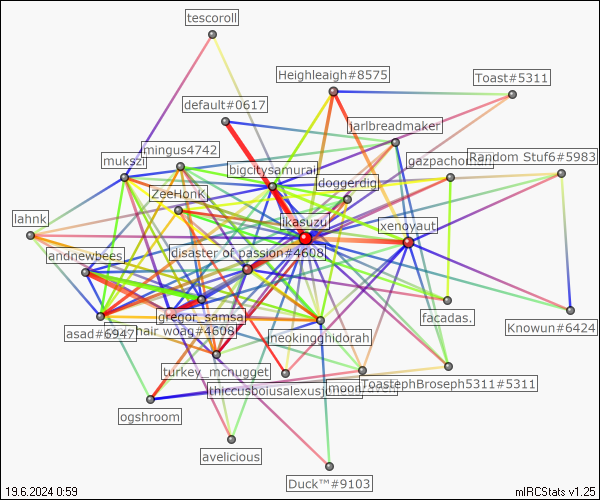 tescoroll
Heighleaigh#8575
Toast#5311
default#0617
jarlbreadmaker
mingus4742
mukszi
gazpacho
Random Stuf6#5983
bigcitysamurai
doggerdig
ZeeHonK
lahnk
ikasuzu
xenoyaut
andnewbees
disaster of passion#4608
gregor_samsa
facadas.
asad#6947
hair woag#4608
Knowun#6424
neokingghidorah
turkey_mcnugget
thiccusboiusalexus
moon
ToastephBroseph5311#5311
ogshroom
avelicious
Duck™#9103
19.6.2024 0:59
mIRCStats v1.25